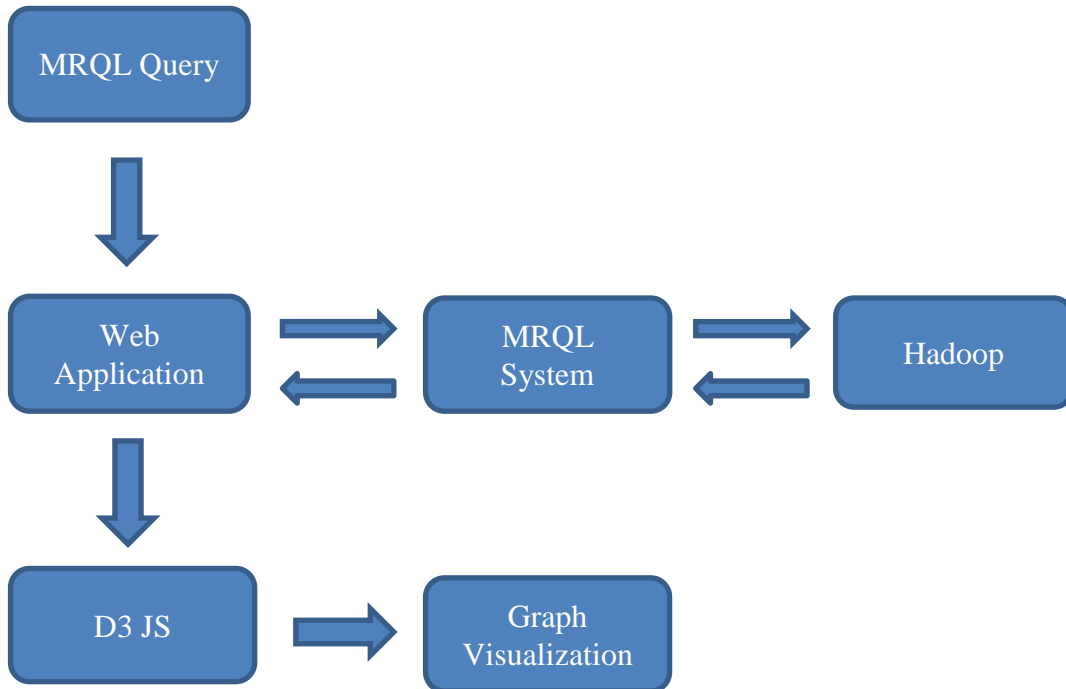 MRQL Query
Web
Application
MRQL
System
Hadoop
D3 JS
Graph
Visualization